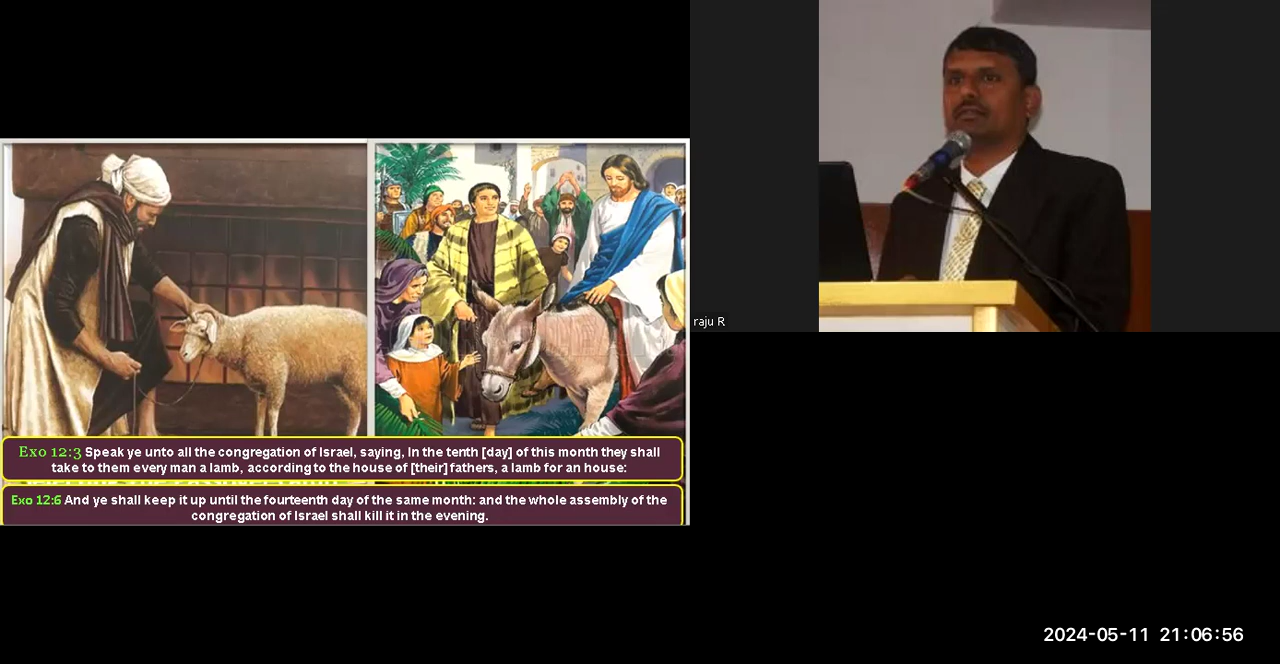 Exo 12:3 Speak ye unto all the congregation of Israel, saying, In the tenth [day] of this month they shall
take to them every man a lamb, according to the house of [their] fathers, a lamb for an house:
Exo 12:6 And ye shall keep it up until the fourteenth day of the same month: and the whole assembly of the
congregation of Israel shall kill it in the evening.
raju R
2024-05-11 21:06:56